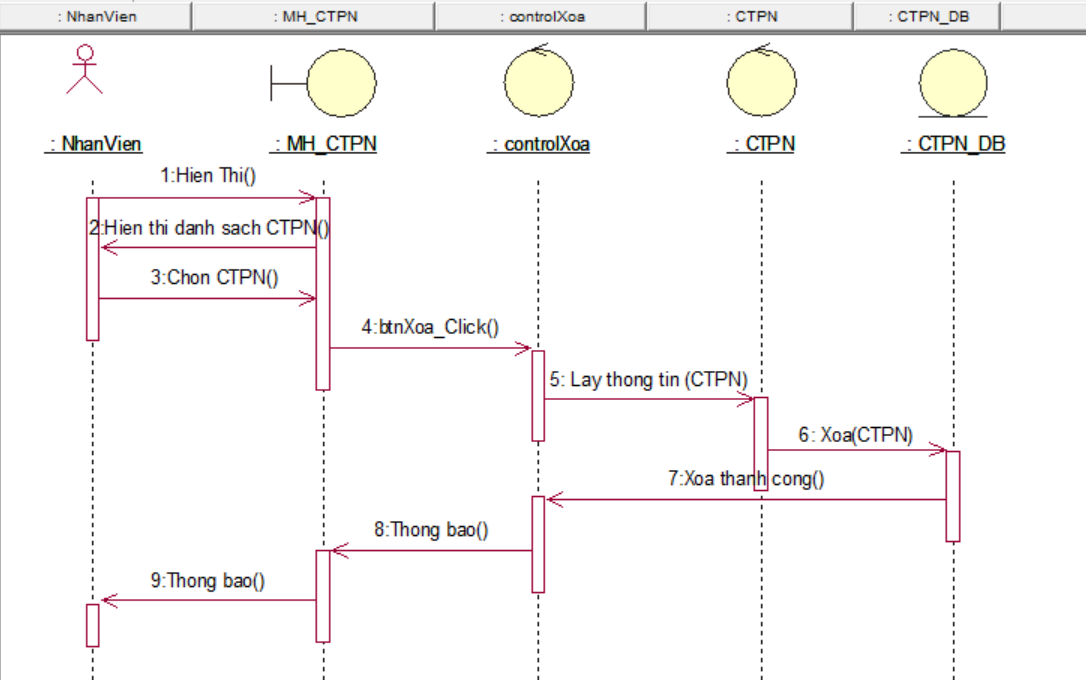 : NhanVien
: MH_CTPN
: controlXoa
: CTPN
: CTPN_DB
: NhanVien
: MH_CTPN
: controlXoa
: CTPN
: CTPN_DB
1:Hien Thi()
2:Hien thi danh sach CTPN()
3:Chon CTPN()
4:btnXoa_Click()
5: Lay thong tin (CTPN)
6: Xoa(CTPN)
7:Xoa thanh cong()
8:Thong bao()
9:Thong bao()